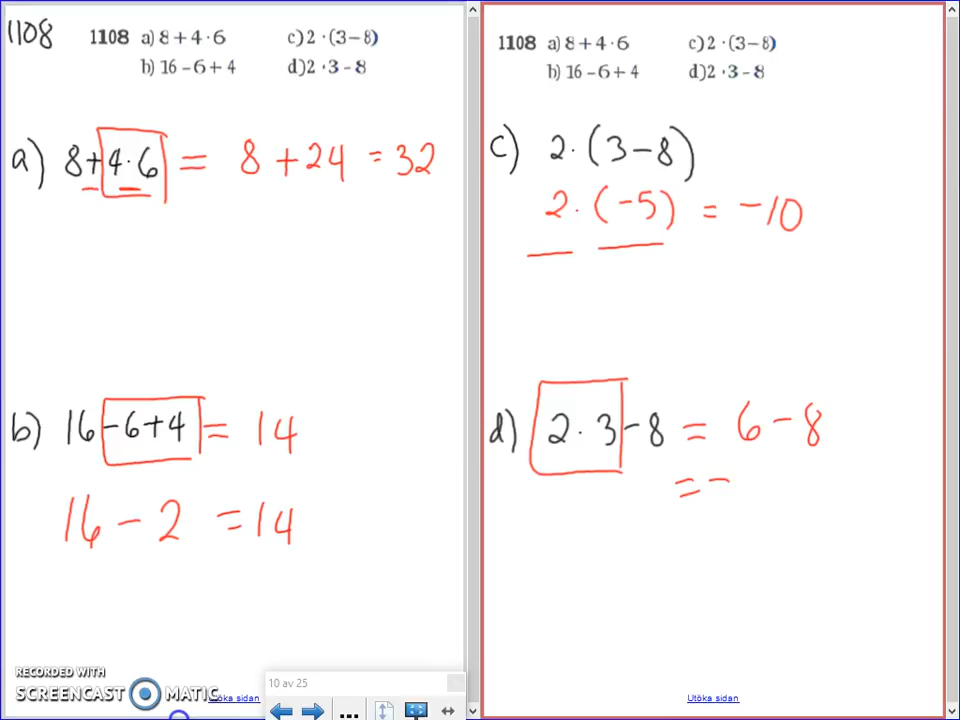 1108
1108 a) 8 + 4 · 6 c) 2 · (3 – 8)
b) 16 – 6 + 4 d) 2 · 3 – 8
a) 8+4·6 = 8 + 24 = 32
b) 16 –6+4 = 14
16 – 2 = 14
RECORDED WITH
SCREENCAST MATIC
Utöka sidan
10 av 25
...
1108 a) 8 + 4 · 6 c) 2 · (3 – 8)
b) 16 – 6 + 4 d) 2 · 3 – 8
c) 2·(3–8)
2·(–5) = –10
d) 2·3–8 = 6–8
= –
Utöka sidan